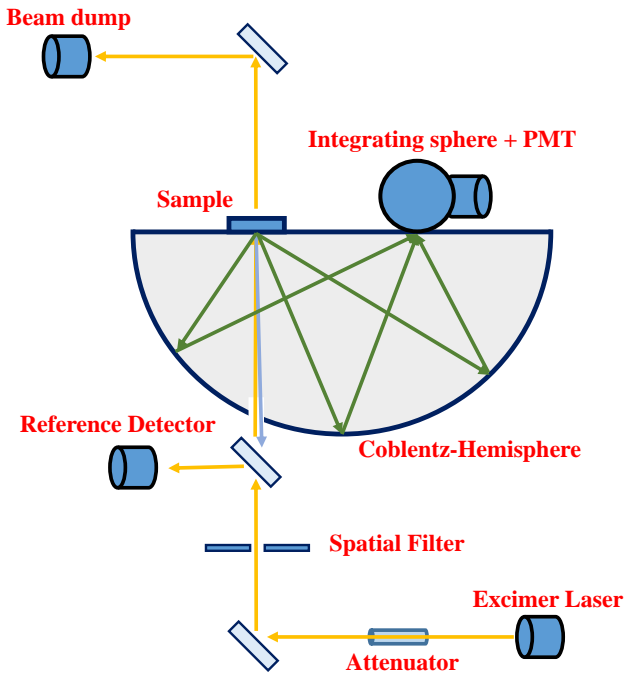 Beam dump
Integrating sphere + PMT
Sample
Reference Detector
Coblentz-Hemisphere
Spatial Filter
Excimer Laser
Attenuator